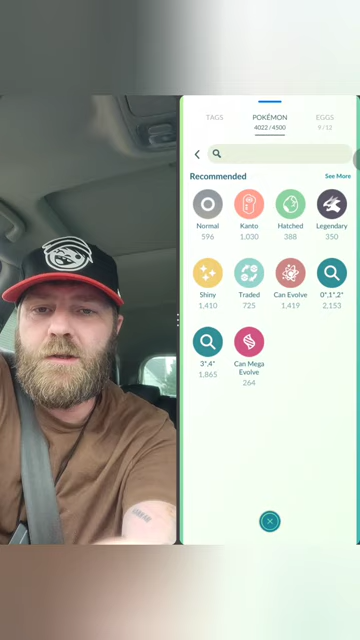 TAGS
POKÉMON
EGGS
4022/4500
9/12
Recommended
See More
Normal
Kanto
Hatched
Legendary
596
1,030
388
350
Shiny
Traded
Can Evolve
0*,1*,2*
1,410
725
1,419
2,153
3*,4*
Can Mega
Evolve
1,865
264